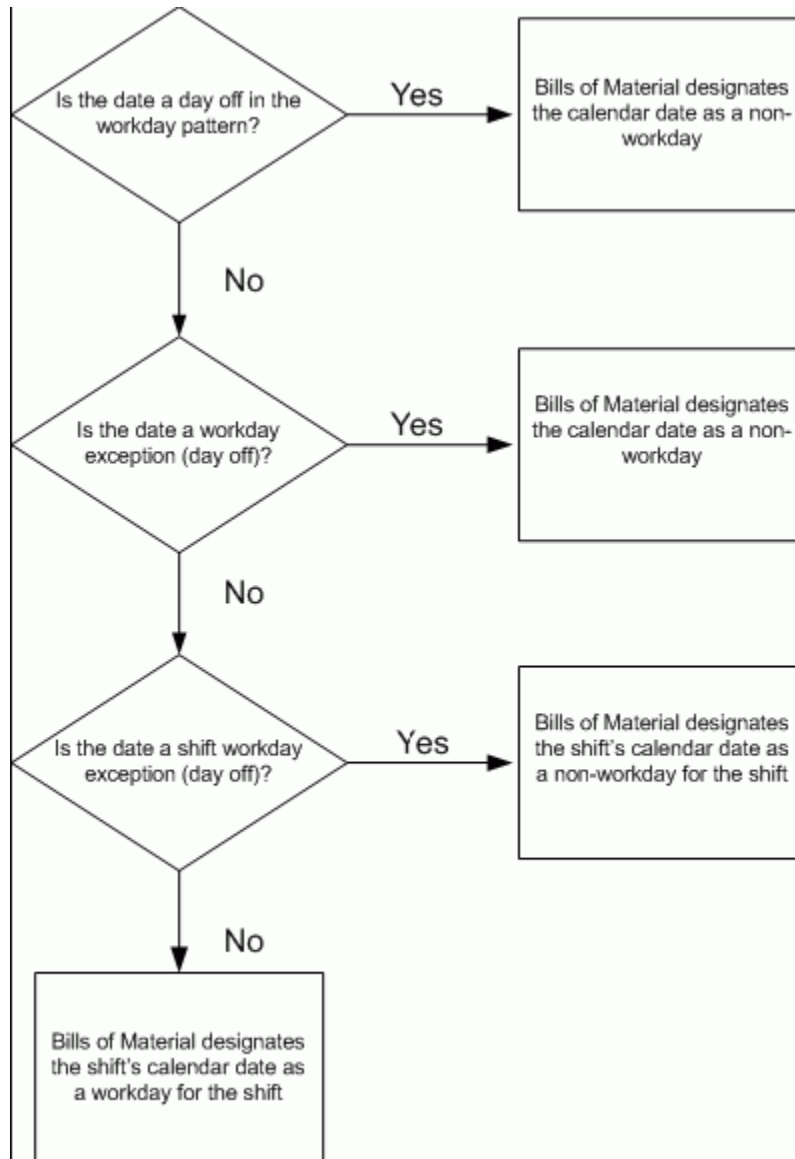 Is the date a day off in the
workday pattern?
Yes
Bills of Material designates
the calendar date as a non-
workday
No
Is the date a workday
exception (day off)?
Yes
Bills of Material designates
the calendar date as a non-
workday
No
Is the date a shift workday
exception (day off)?
Yes
Bills of Material designates
the shift's calendar date as
a non-workday for the shift
No
Bills of Material designates
the shift's calendar date as
a workday for the shift